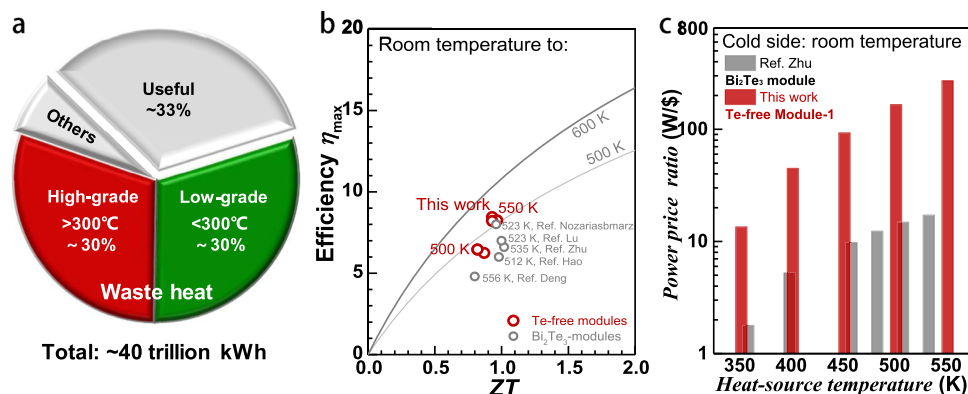 a
Useful
~33%
Others
High-grade
>300℃
~ 30%
Low-grade
<300℃
~ 30%
Waste heat
Total: ~40 trillion kWh
b
Room temperature to:
600 K
500 K
This work
550 K
523 K, Ref. Nozariasbmarz
523 K, Ref. Lu
535 K, Ref. Zhu
512 K, Ref. Hao
500 K
556 K, Ref. Deng
Te-free modules
Bi₂Te₃-modules
Efficiency ηmax
20
15
10
5
0
0.0 0.5 1.0 1.5 2.0
ZT
c
Cold side: room temperature
Ref. Zhu
Bi₂Te₃ module
This work
Te-free Module-1
Power price ratio (W/$)
800
100
10
1
350 400 450 500 550
Heat-source temperature (K)